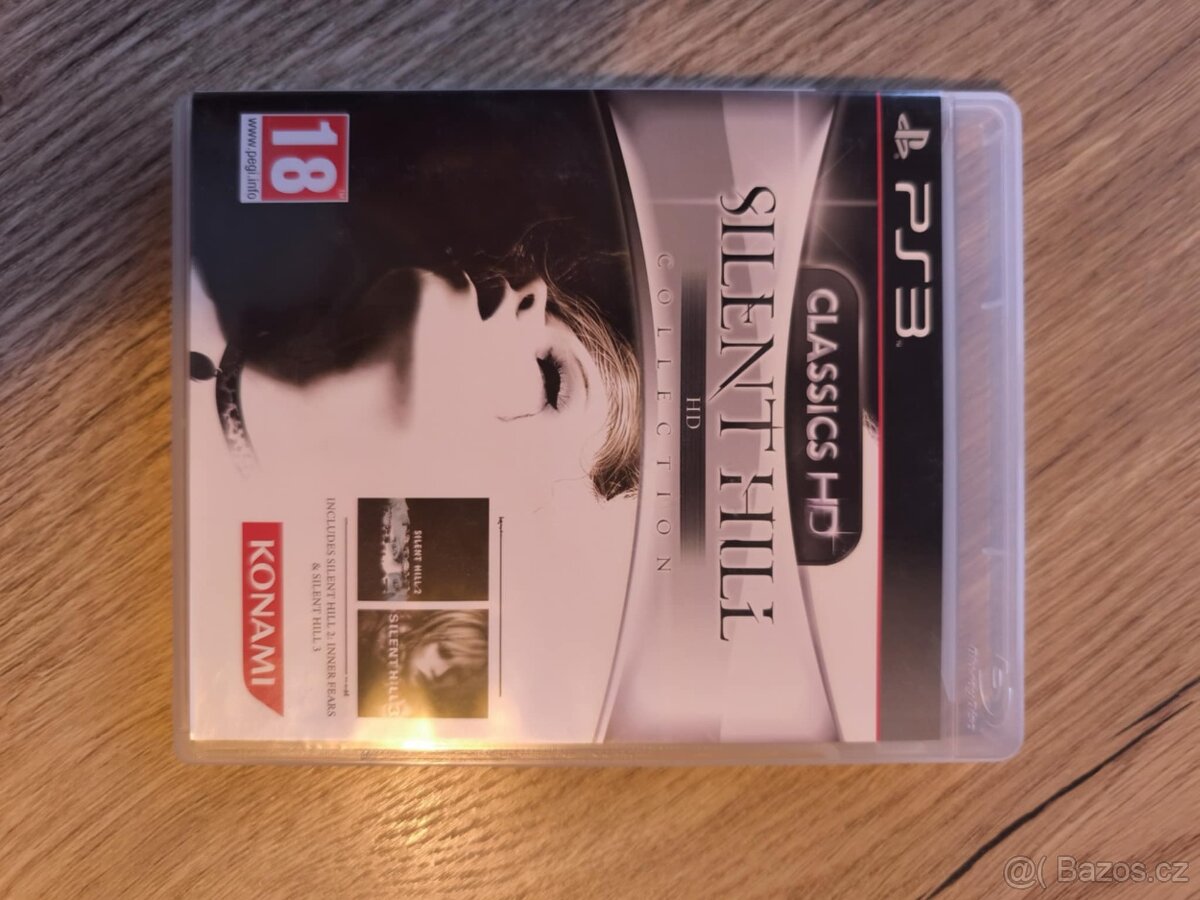 PS3
CLASSICS HD
SILENT HILL
HD
COLLECTION
SILENT HILL 2
SILENT HILL 3
INCLUDES SILENT HILL 2: INNER FEARS
& SILENT HILL 3
18
www.pegi.info
KONAMI
@( Bazos.cz